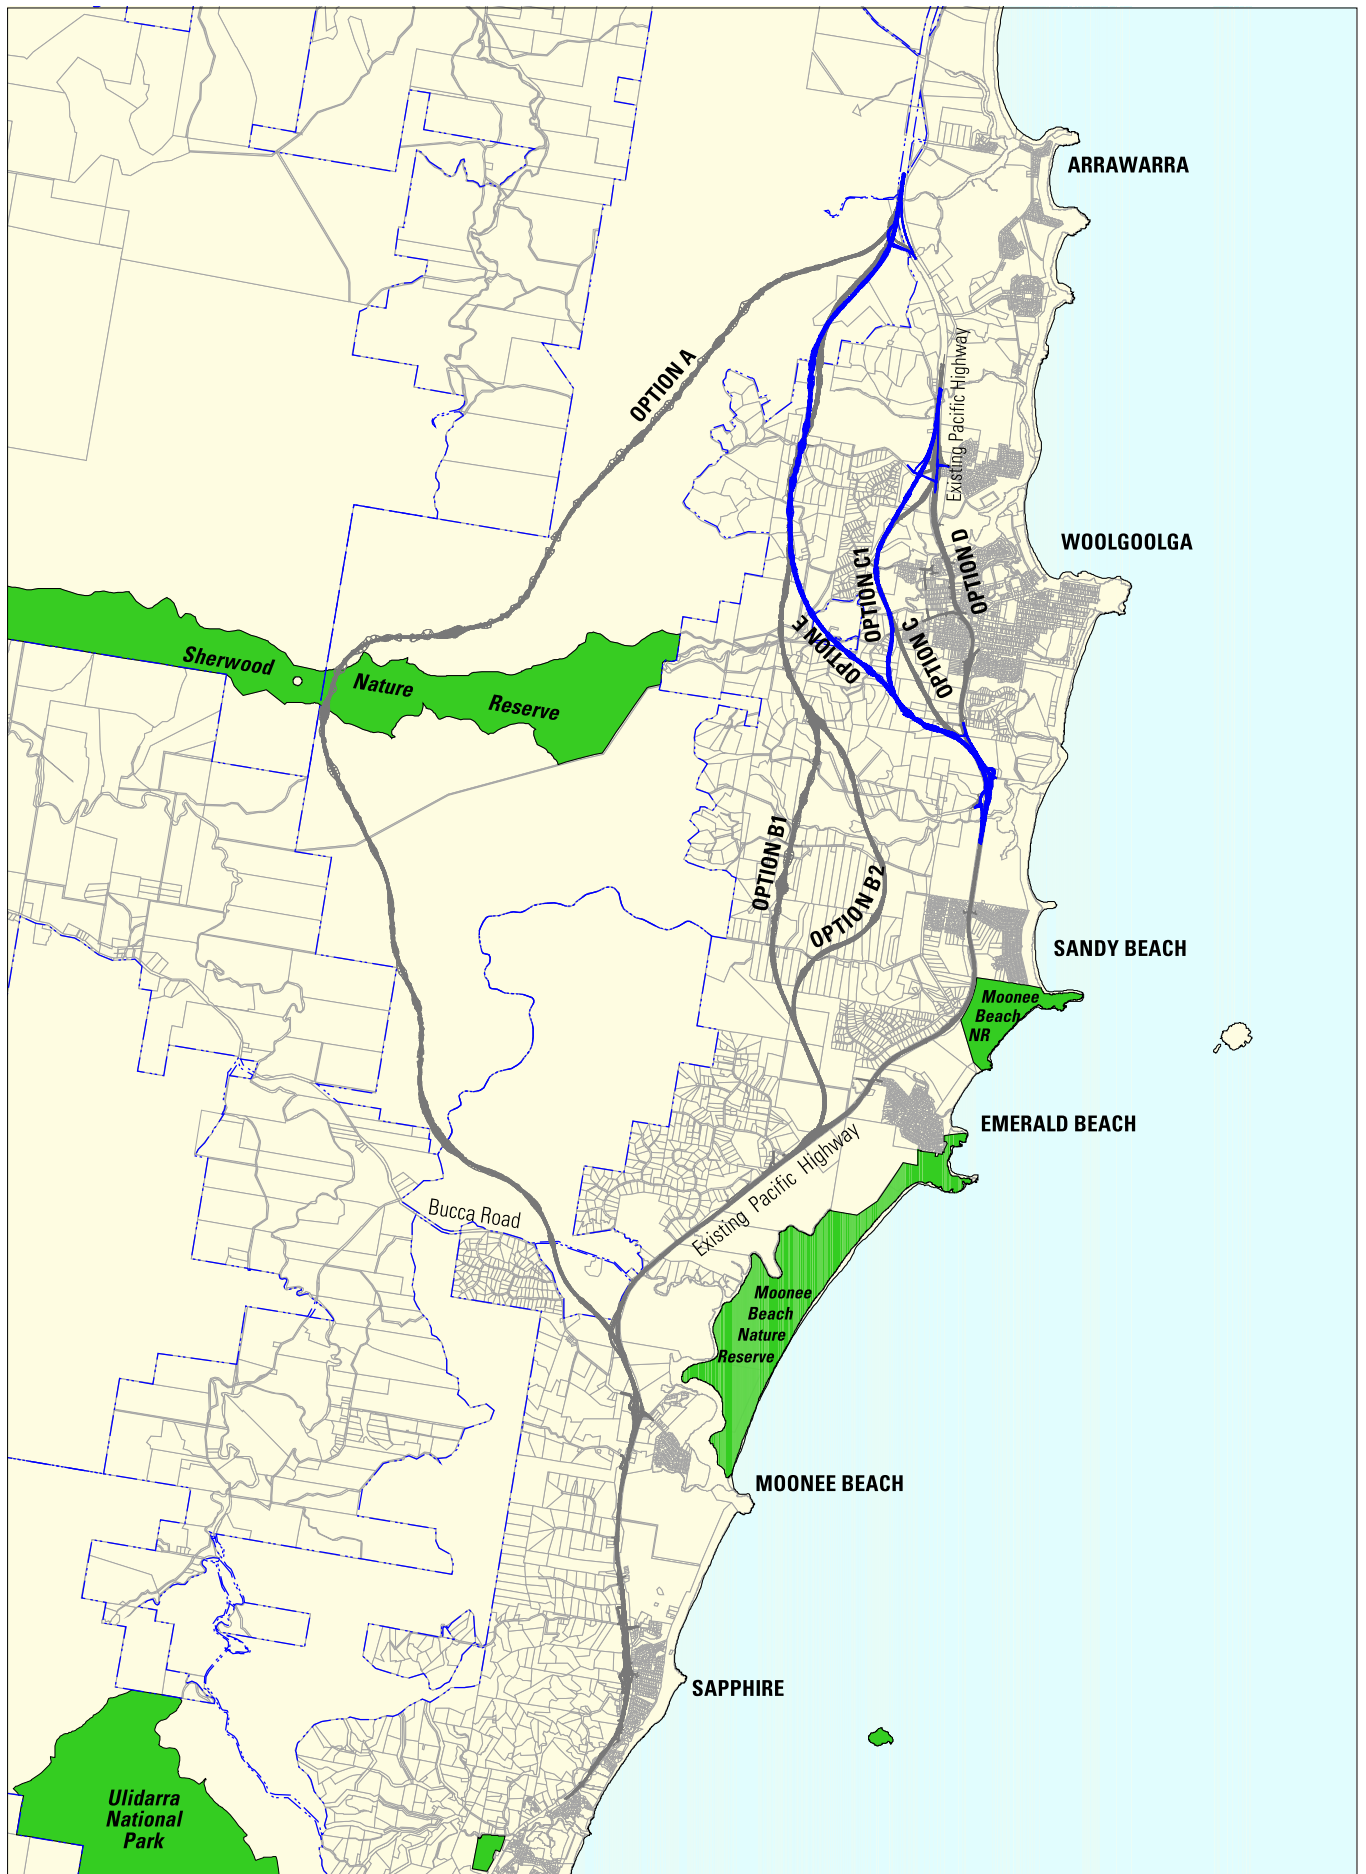 ARRAWARRA
OPTION A
Existing Pacific Highway
WOOLGOOLGA
OPTION D
OPTION C1
OPTION C
OPTION E
Sherwood
Nature
Reserve
OPTION B1
OPTION B2
SANDY BEACH
Moonee
Beach
NR
EMERALD BEACH
Existing Pacific Highway
Bucca Road
Moonee
Beach
Nature
Reserve
MOONEE BEACH
SAPPHIRE
Ulidarra
National
Park